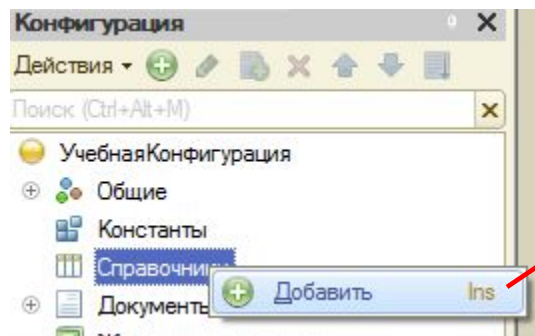 Конфигурация
Действия
Поиск (Ctrl+Alt+M)
УчебнаяКонфигурация
Общие
Константы
Справочники
Добавить Ins
Документы